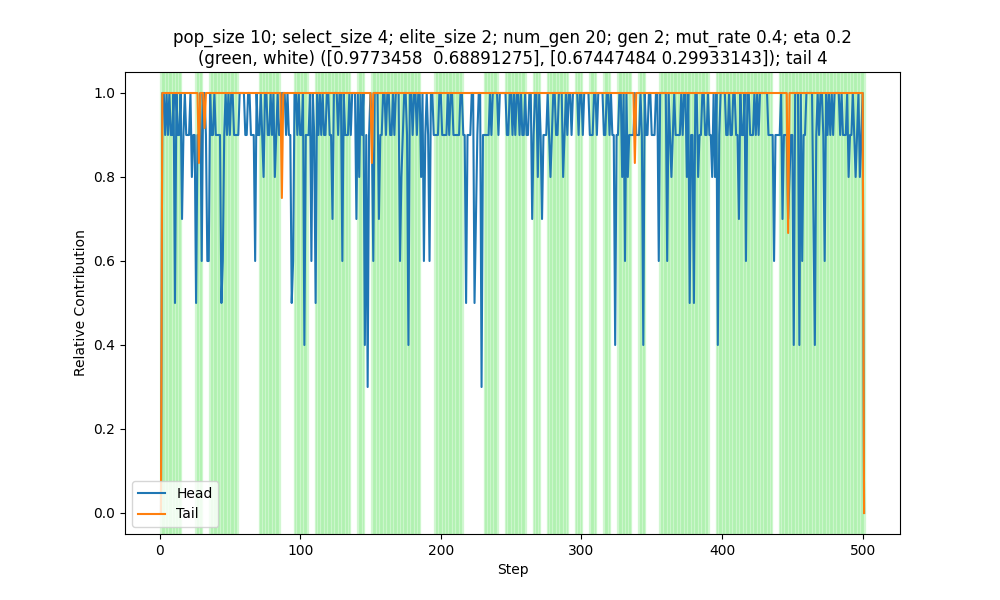 pop_size 10; select_size 4; elite_size 2; num_gen 20; gen 2; mut_rate 0.4; eta 0.2
(green, white) ([0.9773458  0.68891275], [0.67447484 0.29933143]); tail 4
1.0
0.8
0.6
0.4
0.2
0.0
Relative Contribution
Head
Tail
0
100
200
300
400
500
Step